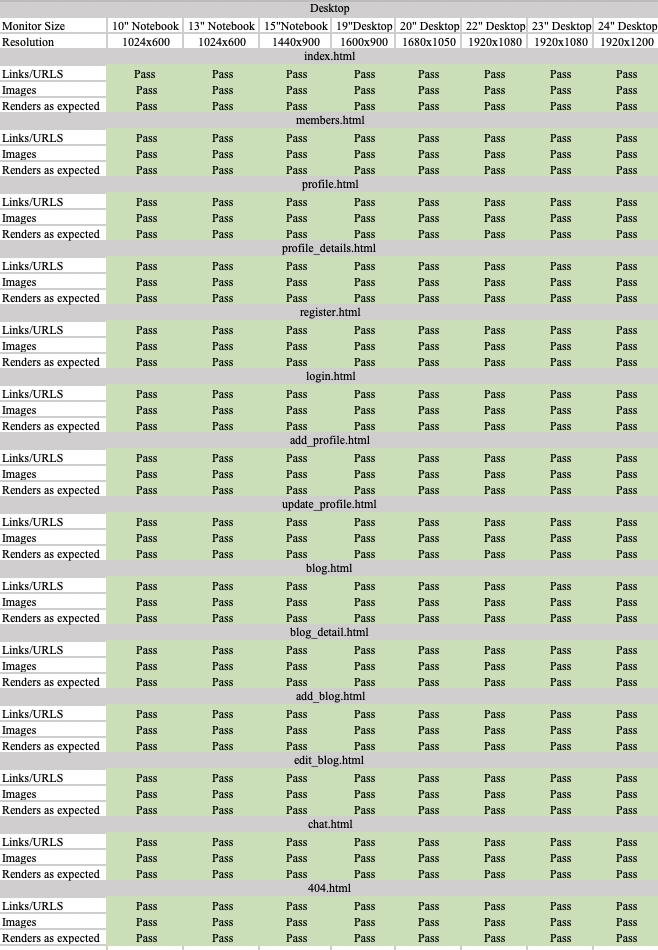 Desktop
Monitor Size 10" Notebook 13" Notebook 15"Notebook 19"Desktop 20" Desktop 22" Desktop 23" Desktop 24" Desktop
Resolution 1024x600 1024x600 1440x900 1600x900 1680x1050 1920x1080 1920x1080 1920x1200
index.html
Links/URLS Pass Pass Pass Pass Pass Pass Pass Pass
Images Pass Pass Pass Pass Pass Pass Pass Pass
Renders as expected Pass Pass Pass Pass Pass Pass Pass Pass
members.html
Links/URLS Pass Pass Pass Pass Pass Pass Pass Pass
Images Pass Pass Pass Pass Pass Pass Pass Pass
Renders as expected Pass Pass Pass Pass Pass Pass Pass Pass
profile.html
Links/URLS Pass Pass Pass Pass Pass Pass Pass Pass
Images Pass Pass Pass Pass Pass Pass Pass Pass
Renders as expected Pass Pass Pass Pass Pass Pass Pass Pass
profile_details.html
Links/URLS Pass Pass Pass Pass Pass Pass Pass Pass
Images Pass Pass Pass Pass Pass Pass Pass Pass
Renders as expected Pass Pass Pass Pass Pass Pass Pass Pass
register.html
Links/URLS Pass Pass Pass Pass Pass Pass Pass Pass
Images Pass Pass Pass Pass Pass Pass Pass Pass
Renders as expected Pass Pass Pass Pass Pass Pass Pass Pass
login.html
Links/URLS Pass Pass Pass Pass Pass Pass Pass Pass
Images Pass Pass Pass Pass Pass Pass Pass Pass
Renders as expected Pass Pass Pass Pass Pass Pass Pass Pass
add_profile.html
Links/URLS Pass Pass Pass Pass Pass Pass Pass Pass
Images Pass Pass Pass Pass Pass Pass Pass Pass
Renders as expected Pass Pass Pass Pass Pass Pass Pass Pass
update_profile.html
Links/URLS Pass Pass Pass Pass Pass Pass Pass Pass
Images Pass Pass Pass Pass Pass Pass Pass Pass
Renders as expected Pass Pass Pass Pass Pass Pass Pass Pass
blog.html
Links/URLS Pass Pass Pass Pass Pass Pass Pass Pass
Images Pass Pass Pass Pass Pass Pass Pass Pass
Renders as expected Pass Pass Pass Pass Pass Pass Pass Pass
blog_detail.html
Links/URLS Pass Pass Pass Pass Pass Pass Pass Pass
Images Pass Pass Pass Pass Pass Pass Pass Pass
Renders as expected Pass Pass Pass Pass Pass Pass Pass Pass
add_blog.html
Links/URLS Pass Pass Pass Pass Pass Pass Pass Pass
Images Pass Pass Pass Pass Pass Pass Pass Pass
Renders as expected Pass Pass Pass Pass Pass Pass Pass Pass
edit_blog.html
Links/URLS Pass Pass Pass Pass Pass Pass Pass Pass
Images Pass Pass Pass Pass Pass Pass Pass Pass
Renders as expected Pass Pass Pass Pass Pass Pass Pass Pass
chat.html
Links/URLS Pass Pass Pass Pass Pass Pass Pass Pass
Images Pass Pass Pass Pass Pass Pass Pass Pass
Renders as expected Pass Pass Pass Pass Pass Pass Pass Pass
404.html
Links/URLS Pass Pass Pass Pass Pass Pass Pass Pass
Images Pass Pass Pass Pass Pass Pass Pass Pass
Renders as expected Pass Pass Pass Pass Pass Pass Pass Pass